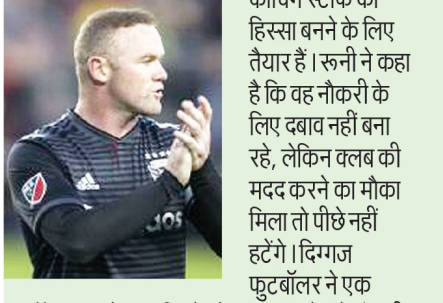 हिस्सा बनने के लिए
तैयार हैं। रूनी ने कहा
है कि वह नौकरी के
लिए दबाव नहीं बना
रहे, लेकिन क्लब की
मदद करने का मौका
मिला तो पीछे नहीं
हटेंगे। दिग्गज
फुटबॉलर ने एक